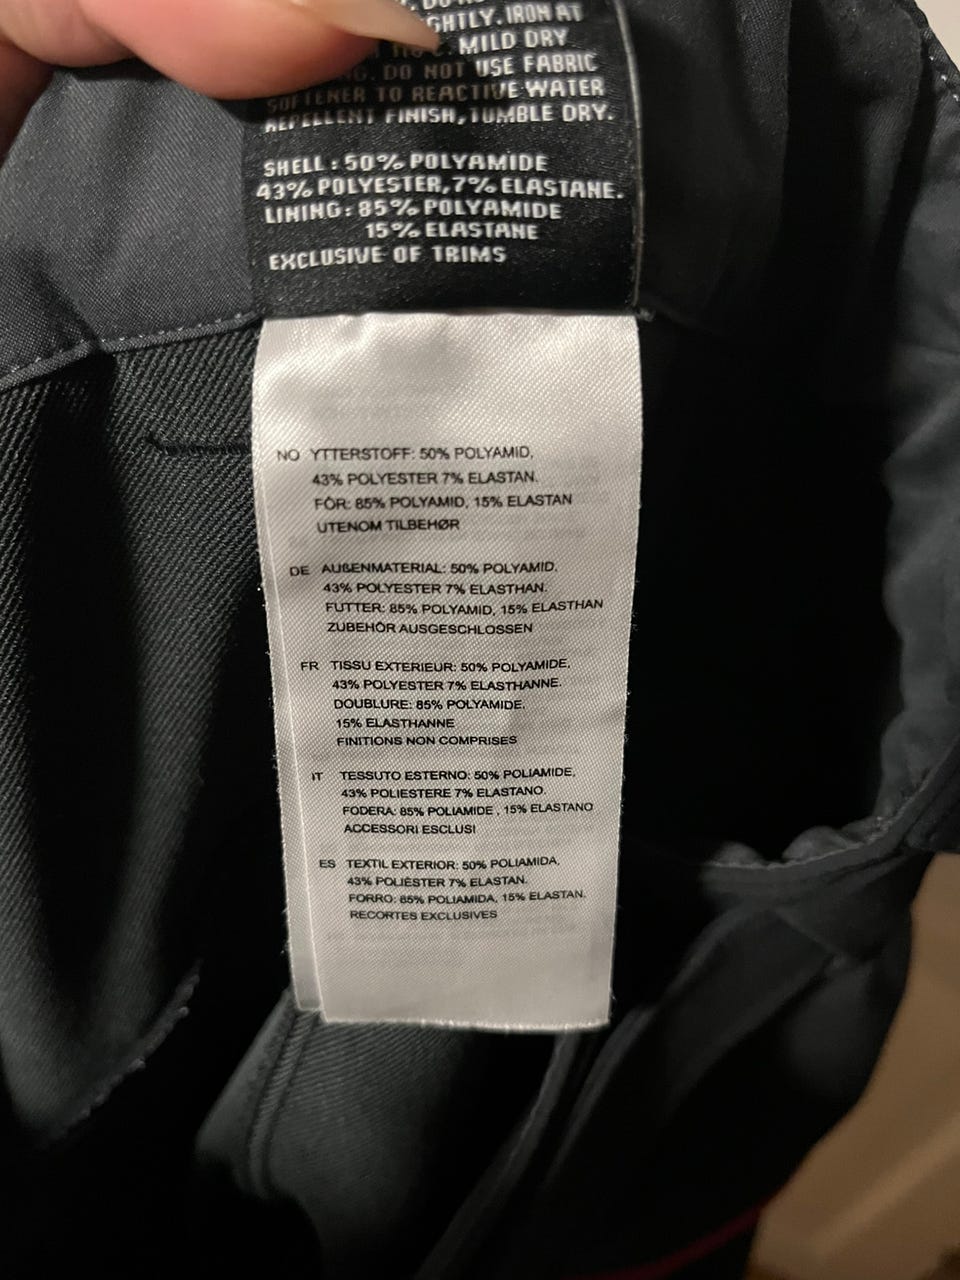 GHTLY. IRON AT
MILD DRY
DO NOT USE FABRIC
SOFTENER TO REACTIVE WATER
REPELLENT FINISH, TUMBLE DRY.
SHELL: 50% POLYAMIDE
43% POLYESTER, 7% ELASTANE.
LINING: 85% POLYAMIDE
15% ELASTANE
EXCLUSIVE OF TRIMS
NO YTTERSTOFF: 50% POLYAMID,
43% POLYESTER 7% ELASTAN.
FÓR: 85% POLYAMID, 15% ELASTAN
UTENOM TILBEHØR
DE AUßENMATERIAL: 50% POLYAMID,
43% POLYESTER 7% ELASTHAN.
FUTTER: 85% POLYAMID, 15% ELASTHAN
ZUBEHÖR AUSGESCHLOSSEN
FR TISSU EXTERIEUR: 50% POLYAMIDE,
43% POLYESTER 7% ELASTHANNE.
DOUBLURE: 85% POLYAMIDE,
15% ELASTHANNE
FINITIONS NON COMPRISES
IT TESSUTO ESTERNO: 50% POLIAMIDE,
43% POLIESTERE 7% ELASTANO.
FODERA: 85% POLIAMIDE , 15% ELASTANO
ACCESSORI ESCLUSI
ES TEXTIL EXTERIOR: 50% POLIAMIDA,
43% POLIÉSTER 7% ELASTAN.
FORRO: 85% POLIAMIDA, 15% ELASTAN.
RECORTES EXCLUSIVES